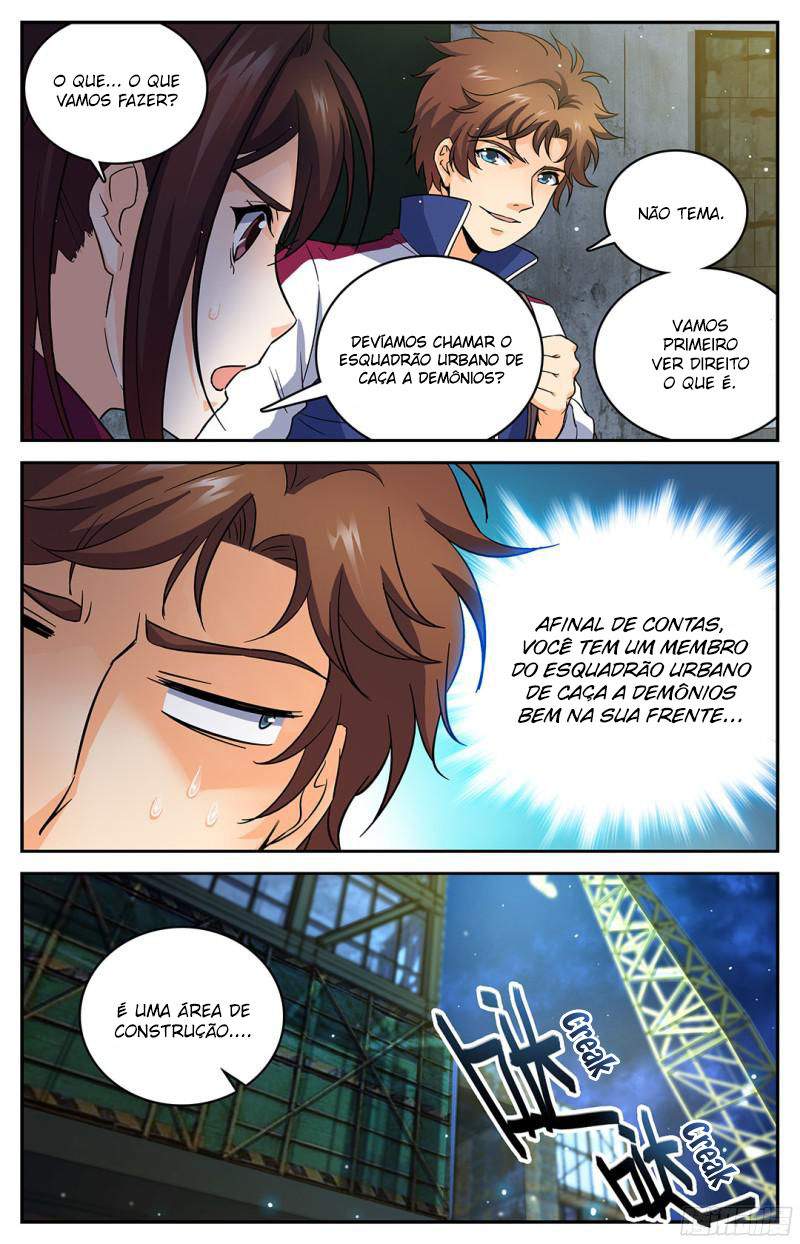 O QUE... O QUE
VAMOS FAZER?
NÃO TEMA.
DEVÍAMOS CHAMAR O
ESQUADRÃO URBANO DE
CAÇA A DEMÔNIOS?
VAMOS
PRIMEIRO
VER DIREITO
O QUE É.
AFINAL DE CONTAS,
VOCÊ TEM UM MEMBRO
DO ESQUADRÃO URBANO
DE CAÇA A DEMÔNIOS
BEM NA SUA FRENTE...
É UMA ÁREA DE
CONSTRUÇÃO....
Creak
Creak